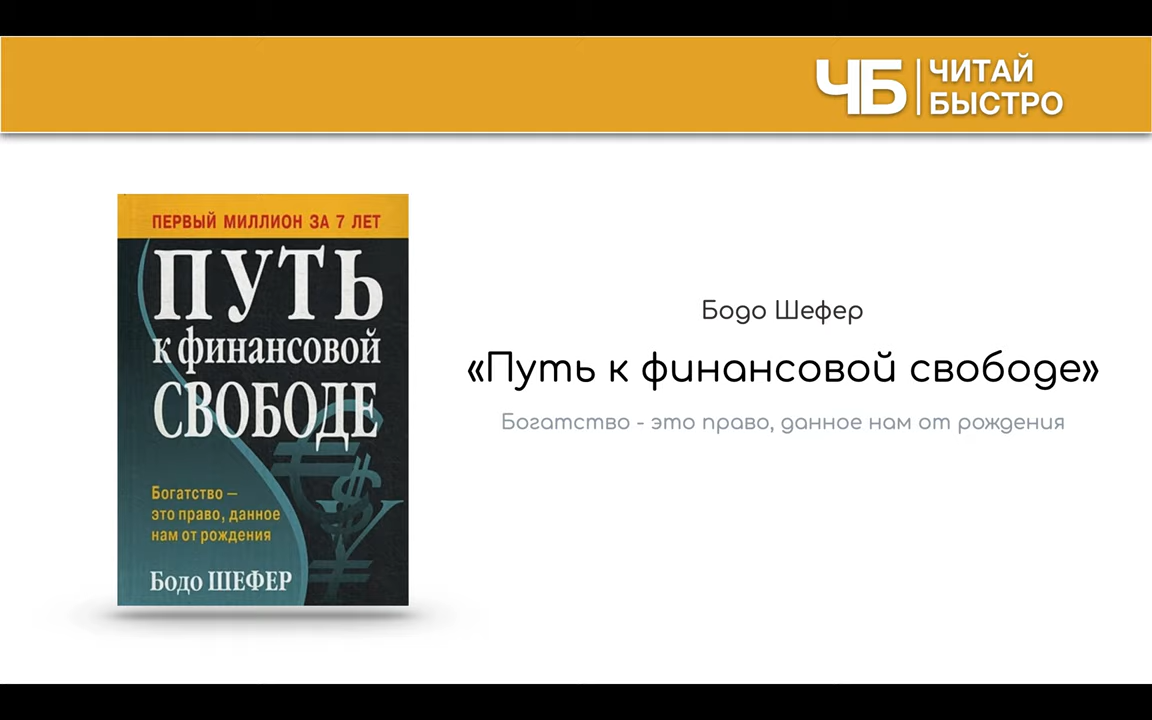 ЧБ
ЧИТАЙ
БЫСТРО
ПЕРВЫЙ МИЛЛИОН ЗА 7 ЛЕТ
ПУТЬ
к финансовой
СВОБОДЕ
Богатство —
это право, данное
нам от рождения
Бодо ШЕФЕР
Бодо Шефер
«Путь к финансовой свободе»
Богатство - это право, данное нам от рождения